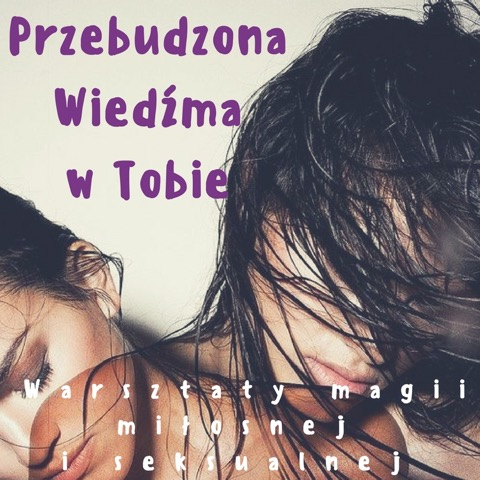 Przebudzona
Wiedźma
w Tobie
Warsztaty magii
miłosnej
i seksualnej